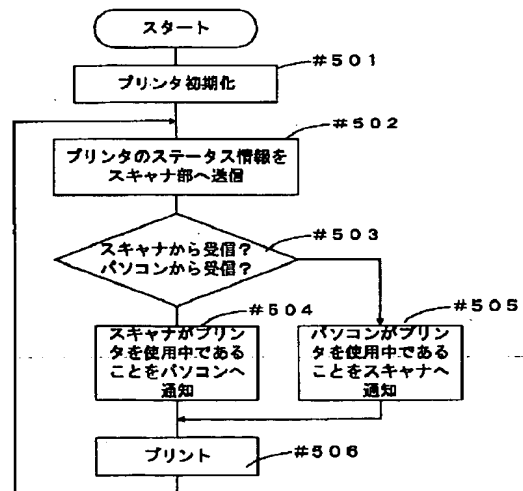 スタート
#501
プリンタ初期化
#502
プリンタのステータス情報を
スキャナ部へ送信
#503
スキャナから受信?
パソコンから受信?
#504
スキャナがプリン
タを使用中である
ことをパソコンへ
通知
#505
パソコンがプリン
タを使用中である
ことをスキャナへ
通知
#506
プリント